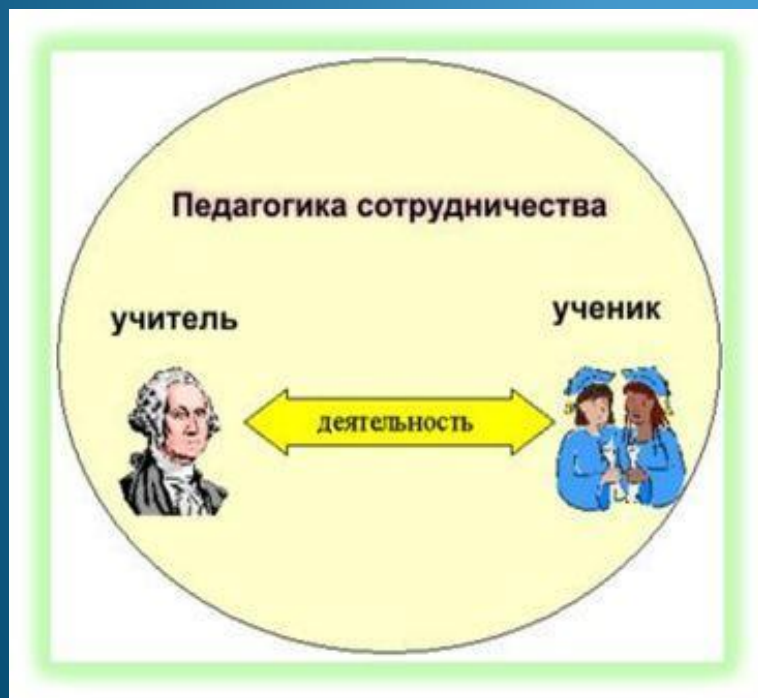 Педагогика сотрудничества
учитель
ученик
деятельность